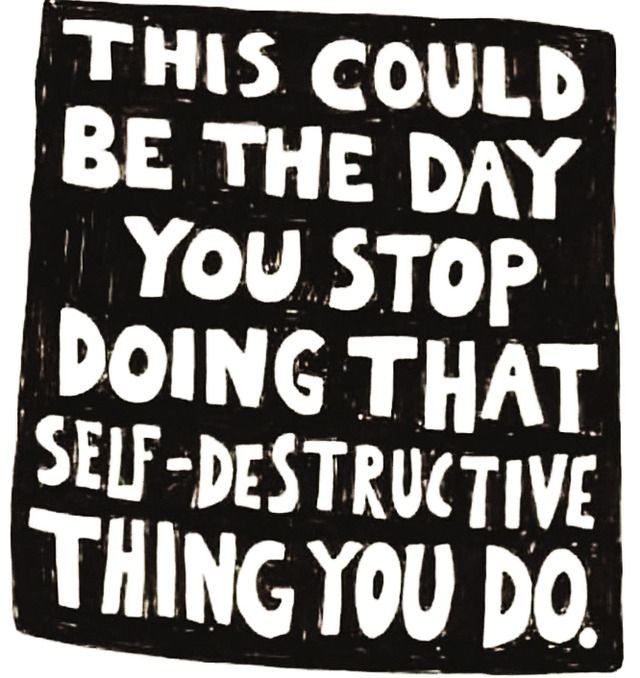 THIS COULD
BE THE DAY
YOU STOP
DOING THAT
SELF-DESTRUCTIVE
THING YOU DO.